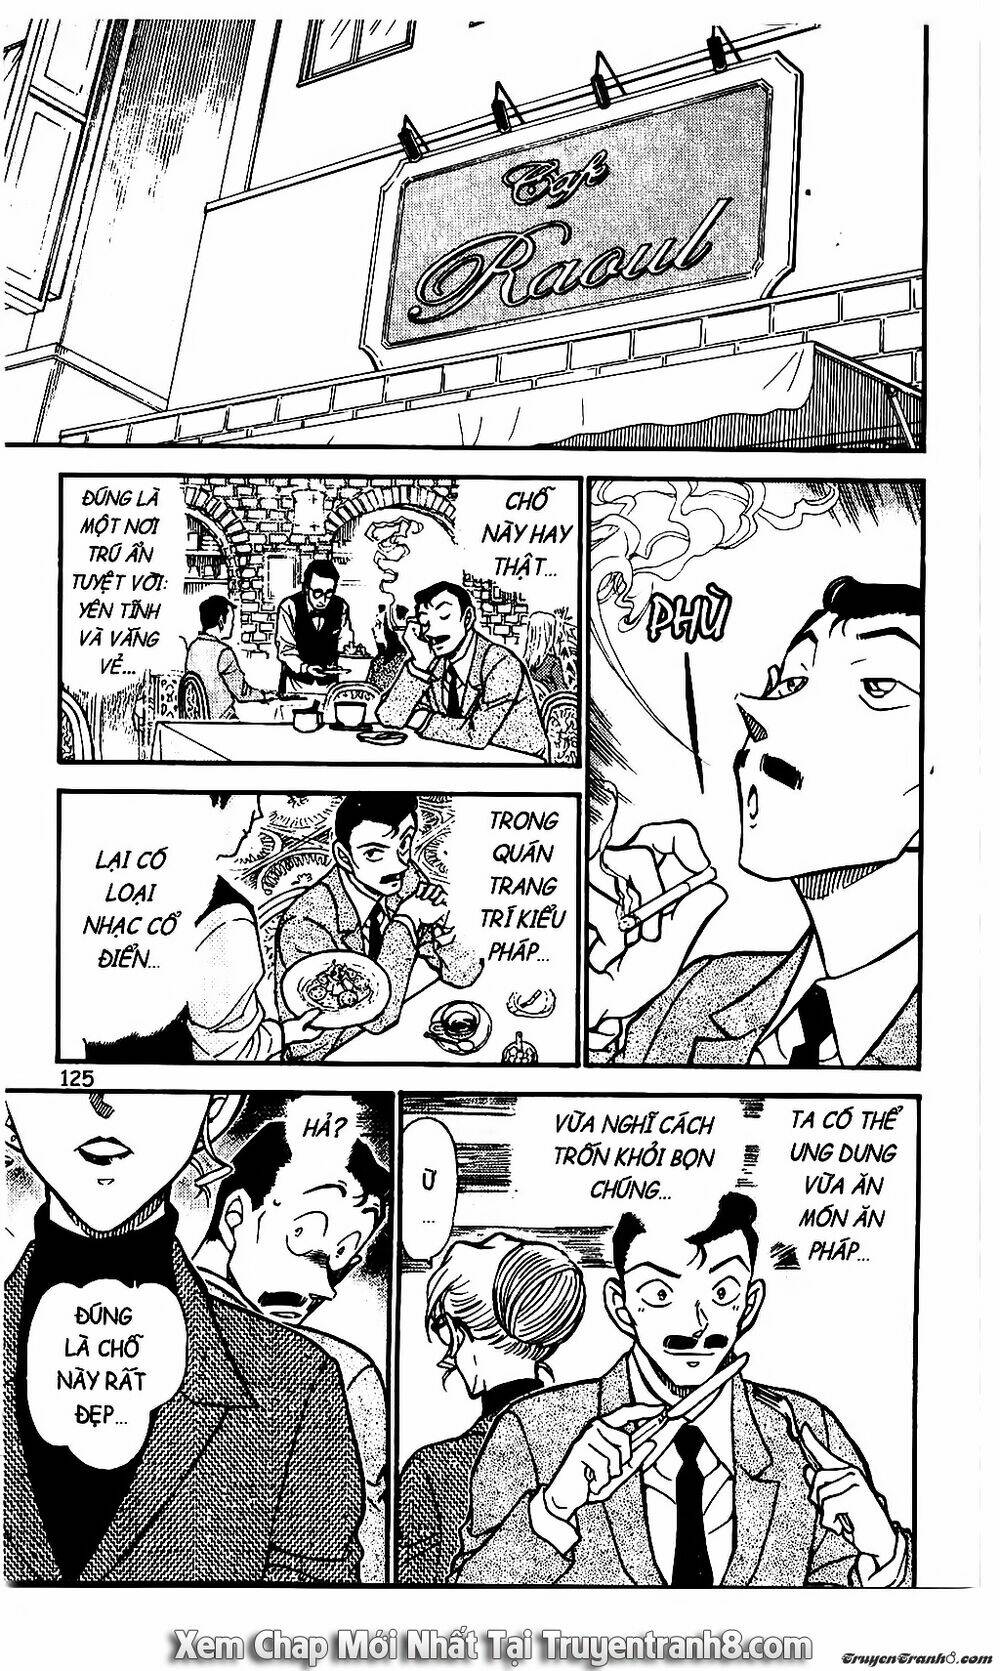 Café
Raoul
PHÙ
CHỖ
NÀY HAY
THẬT...
ĐÚNG LÀ
MỘT NƠI
TRÚ ẨN
TUYỆT VỜI:
YÊN TĨNH
VÀ VẮNG
VẺ...
TRONG
QUÁN
TRANG
TRÍ KIỂU
PHÁP...
LẠI CÓ
LOẠI
NHẠC CỔ
ĐIỂN...
125
TA CÓ THỂ
UNG DUNG
VỪA ĂN
MÓN ĂN
PHÁP...
VỪA NGHĨ CÁCH
TRỐN KHỎI BỌN
CHÚNG...
Ừ
...
HẢ?
ĐÚNG
LÀ CHỖ
NÀY RẤT
ĐẸP...
Xem Chap Mới Nhất Tại Truyentranh8.com
TruyenTranh8.com